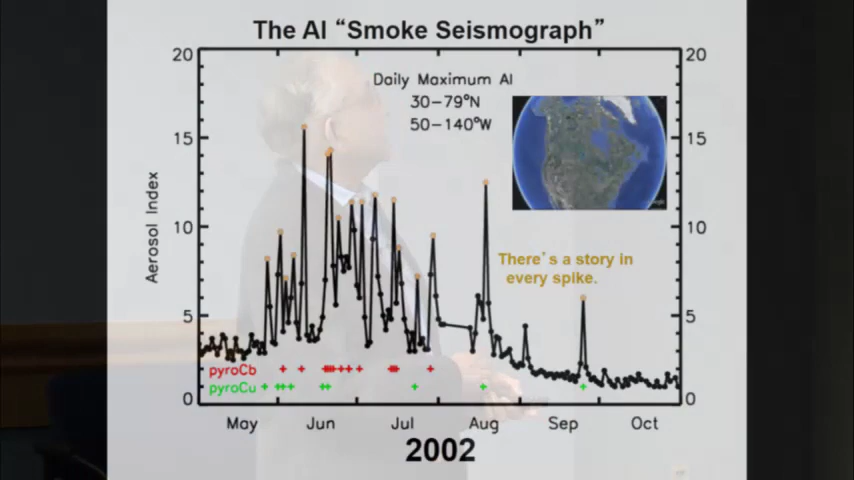 The AI “Smoke Seismograph”
20
20
Daily Maximum AI
30–79°N
50–140°W
15
15
Aerosol Index
10
10
There's a story in
every spike.
5
5
pyroCb
pyroCu
0
0
May Jun Jul Aug Sep Oct
2002